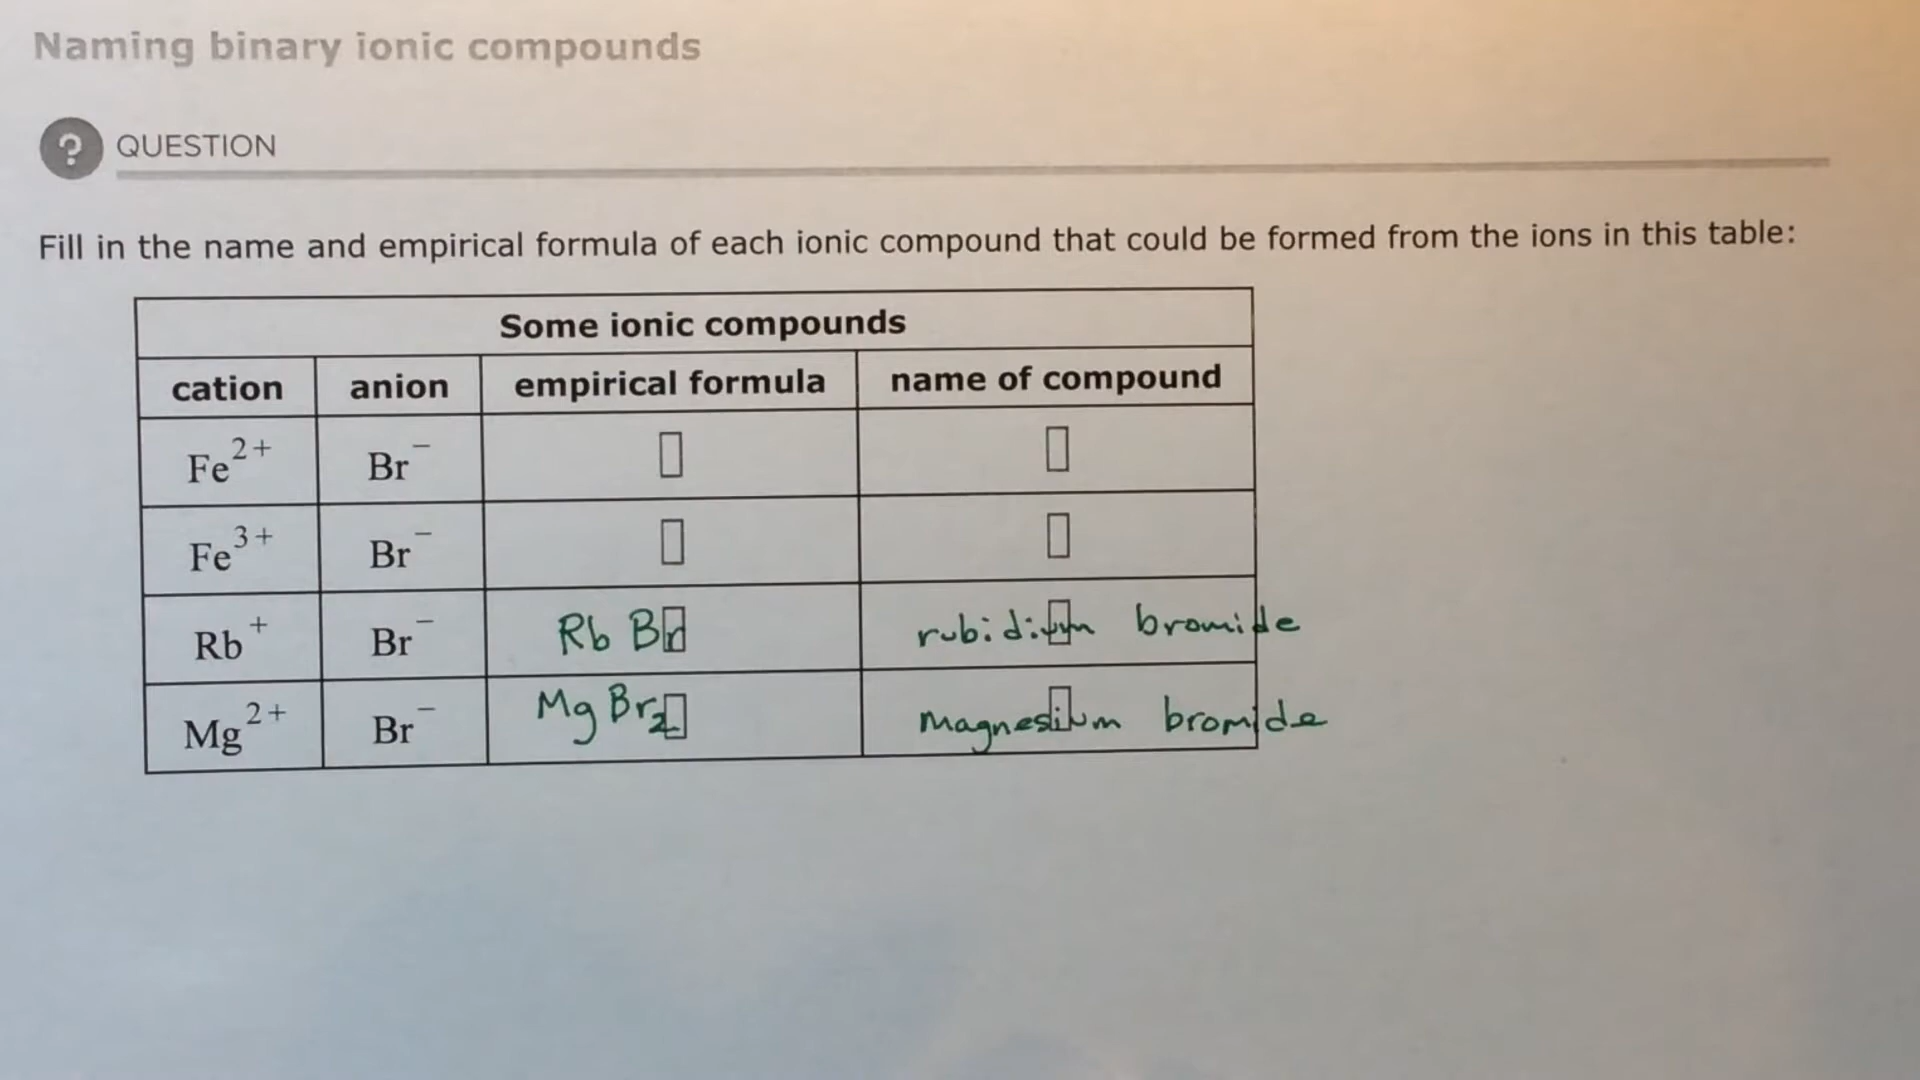 Naming binary ionic compounds
? QUESTION
Fill in the name and empirical formula of each ionic compound that could be formed from the ions in this table:
Some ionic compounds
cation anion empirical formula name of compound
Fe²⁺ Br⁻
Fe³⁺ Br⁻
Rb⁺ Br⁻ Rb Br rubidium bromide
Mg²⁺ Br⁻ Mg Br₂ magnesium bromide